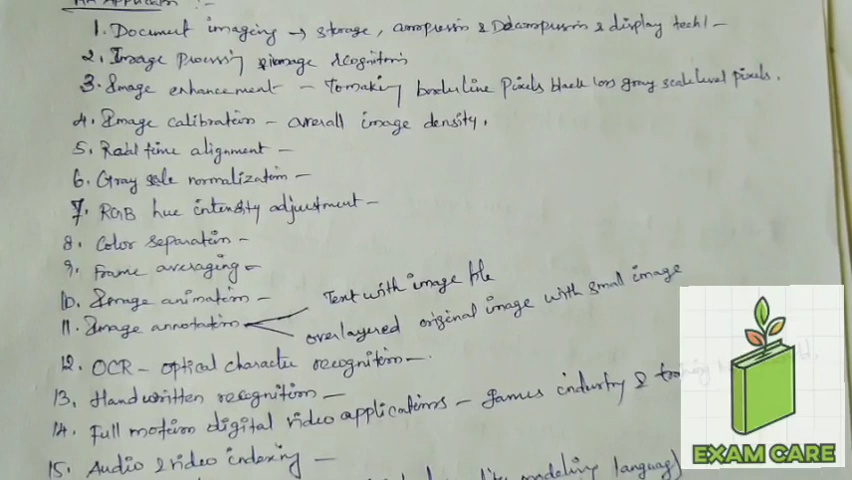 MM Application :-
1. Document imaging → storage, compression & Decompression & display tech! -
2. Image Processing & image recognition
3. Image enhancement - To making borderline Pixels black loss gray scale level pixels.
4. Image calibration - overall image density.
5. Real time alignment -
6. Gray scale normalization -
7. RGB hue intensity adjustment -
8. Color separation -
9. Frame averaging -
10. Image animation -
11. Image annotation
Text with image file
overlayered original image with small image
12. OCR - optical character recognition -
13. Handwritten recognition -
14. Full motion digital video applications - games industry &
15. Audio & video indexing -
modeling language)
EXAM CARE